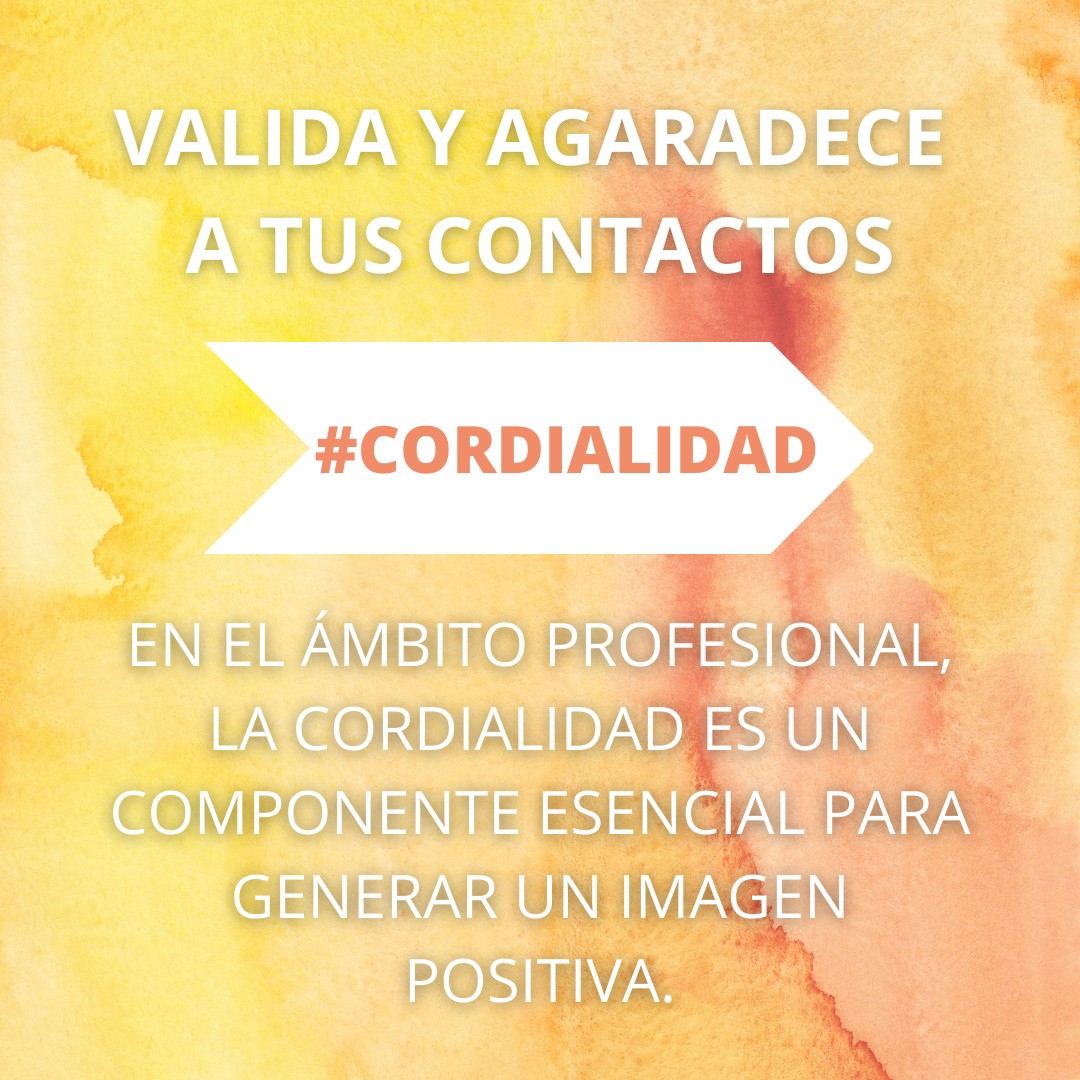 VALIDA Y AGARADECE
A TUS CONTACTOS
#CORDIALIDAD
EN EL ÁMBITO PROFESIONAL,
LA CORDIALIDAD ES UN
COMPONENTE ESENCIAL PARA
GENERAR UN IMAGEN
POSITIVA.